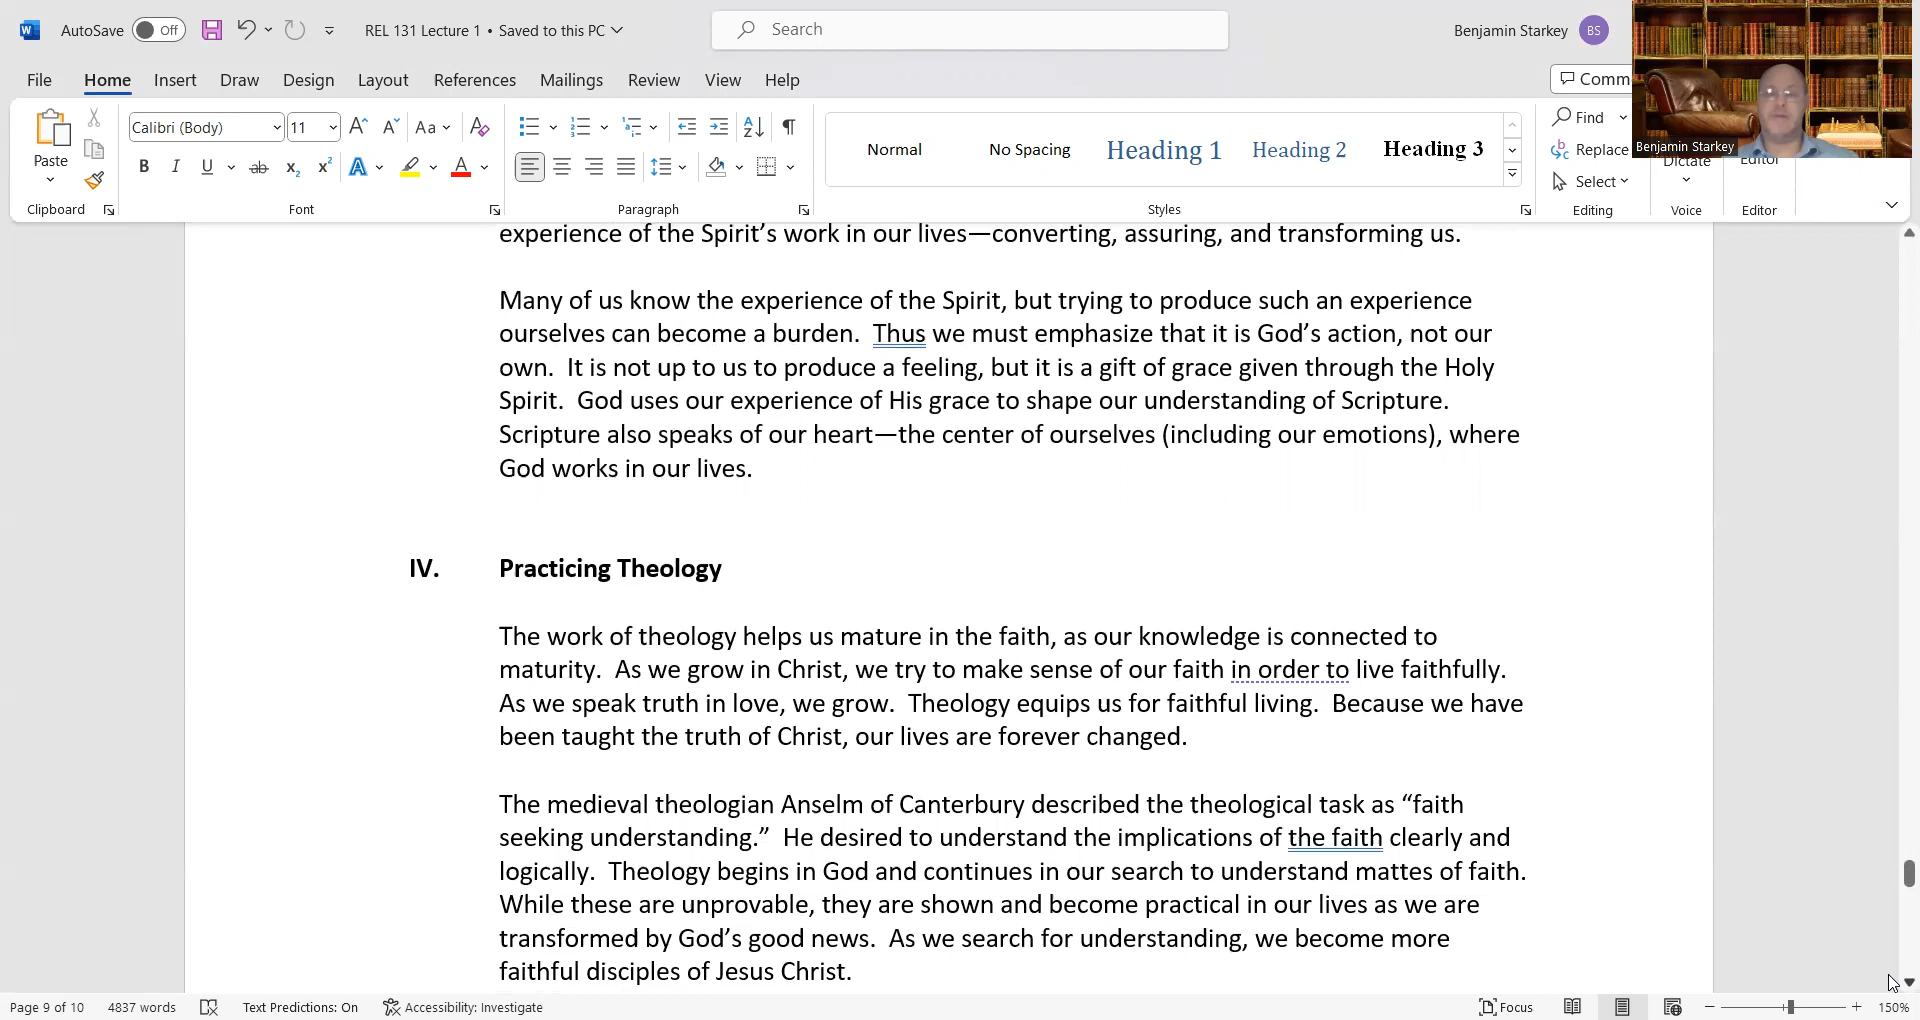 AutoSave Off REL 131 Lecture 1 • Saved to this PC Search Benjamin Starkey BS
File Home Insert Draw Design Layout References Mailings Review View Help Comm
Calibri (Body) 11 Aa
Paste
B I U ab x₂ x² A A
Normal No Spacing Heading 1 Heading 2 Heading 3
Find
Replace
Select
Dictate
Editor
Benjamin Starkey
Clipboard Font Paragraph Styles Editing Voice Editor
experience of the Spirit’s work in our lives—converting, assuring, and transforming us.
Many of us know the experience of the Spirit, but trying to produce such an experience
ourselves can become a burden.  Thus we must emphasize that it is God’s action, not our
own.  It is not up to us to produce a feeling, but it is a gift of grace given through the Holy
Spirit.  God uses our experience of His grace to shape our understanding of Scripture.
Scripture also speaks of our heart—the center of ourselves (including our emotions), where
God works in our lives.
IV. Practicing Theology
The work of theology helps us mature in the faith, as our knowledge is connected to
maturity.  As we grow in Christ, we try to make sense of our faith in order to live faithfully.
As we speak truth in love, we grow.  Theology equips us for faithful living.  Because we have
been taught the truth of Christ, our lives are forever changed.
The medieval theologian Anselm of Canterbury described the theological task as “faith
seeking understanding.”  He desired to understand the implications of the faith clearly and
logically.  Theology begins in God and continues in our search to understand mattes of faith.
While these are unprovable, they are shown and become practical in our lives as we are
transformed by God’s good news.  As we search for understanding, we become more
faithful disciples of Jesus Christ.
Page 9 of 10 4837 words Text Predictions: On Accessibility: Investigate Focus 150%